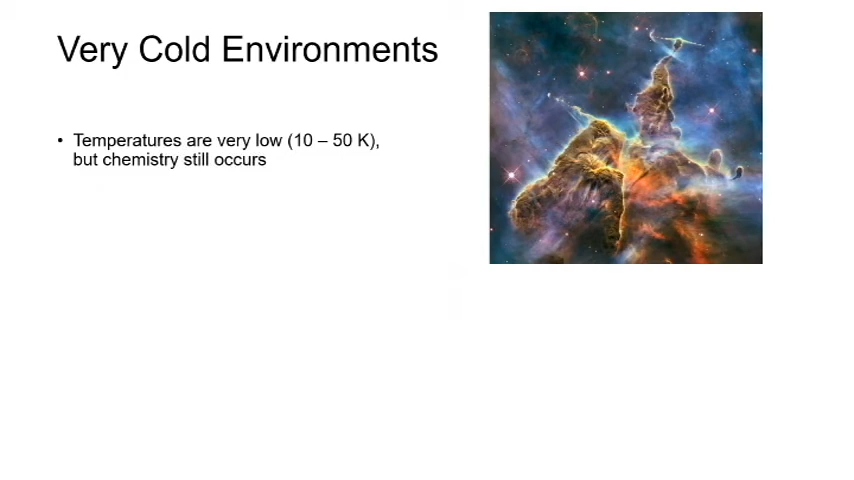 Very Cold Environments
• Temperatures are very low (10 – 50 K),
but chemistry still occurs